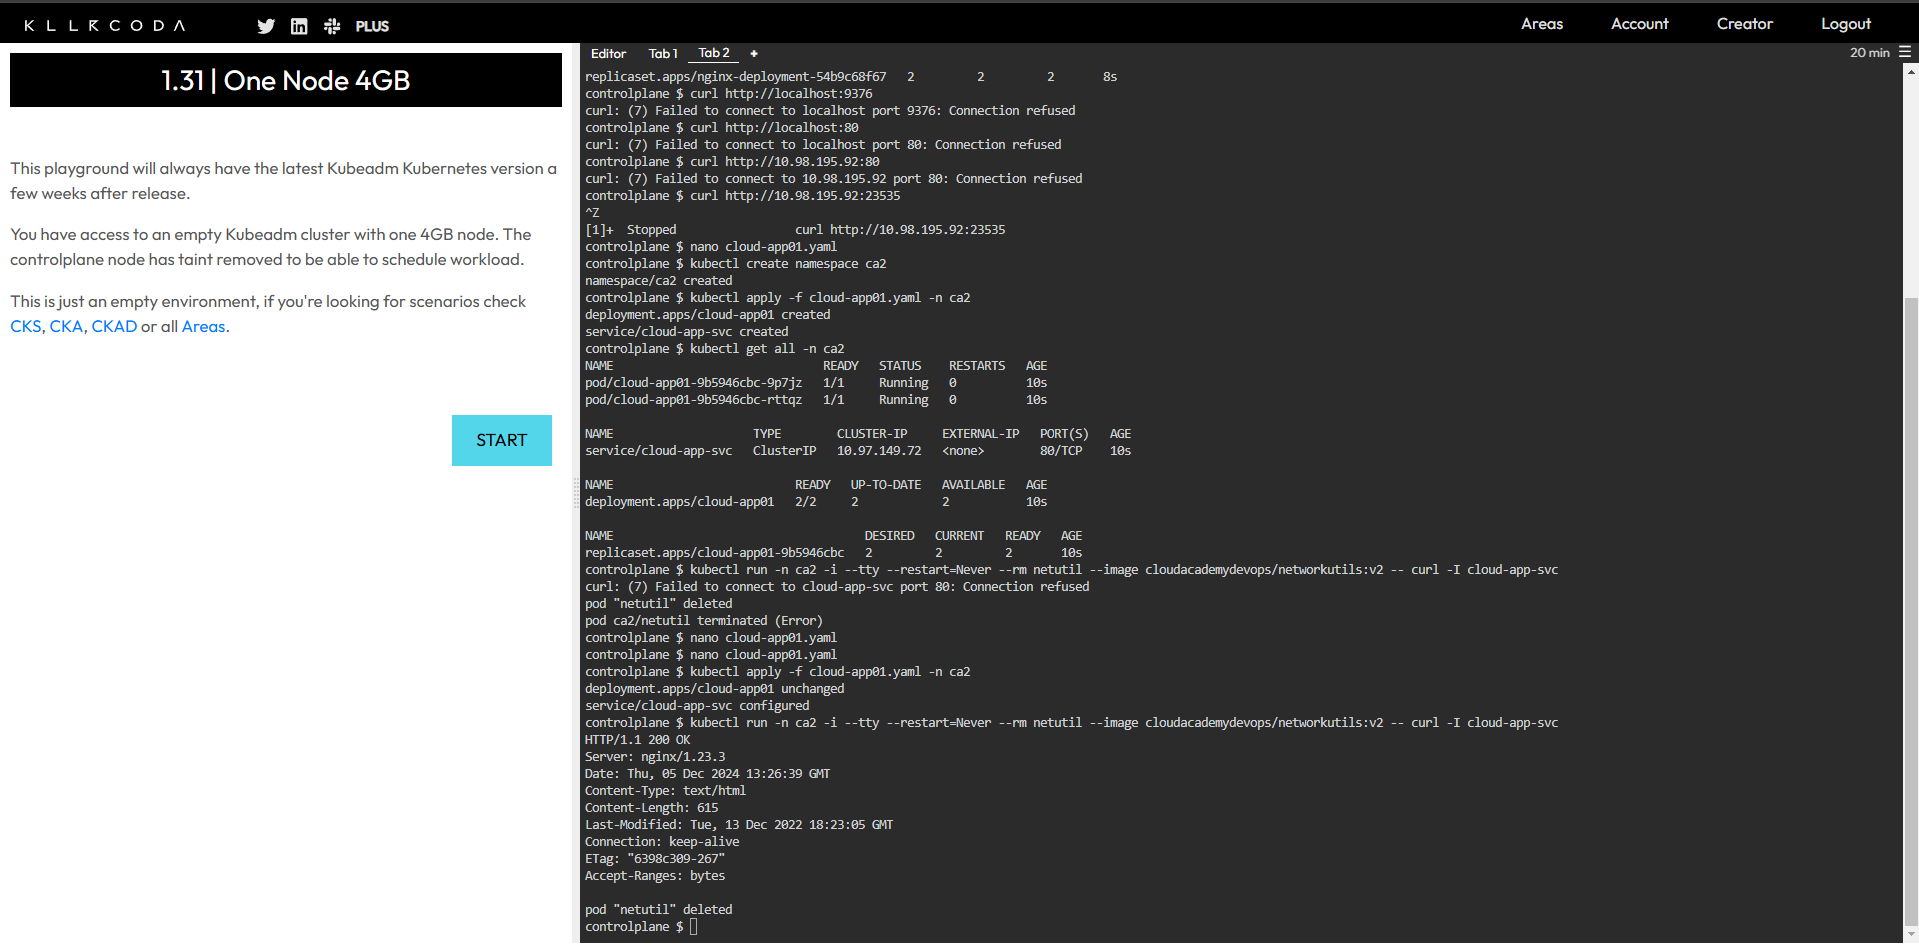 KLLRCODA PLUS Areas Account Creator Logout
1.31 | One Node 4GB
This playground will always have the latest Kubeadm Kubernetes version a
few weeks after release.
You have access to an empty Kubeadm cluster with one 4GB node. The
controlplane node has taint removed to be able to schedule workload.
This is just an empty environment, if you're looking for scenarios check
CKS, CKA, CKAD or all Areas.
START
Editor Tab 1 Tab 2 + 20 min
replicaset.apps/nginx-deployment-54b9c68f67   2         2         2       8s
controlplane $ curl http://localhost:9376
curl: (7) Failed to connect to localhost port 9376: Connection refused
controlplane $ curl http://localhost:80
curl: (7) Failed to connect to localhost port 80: Connection refused
controlplane $ curl http://10.98.195.92:80
curl: (7) Failed to connect to 10.98.195.92 port 80: Connection refused
controlplane $ curl http://10.98.195.92:23535
^Z
[1]+  Stopped                 curl http://10.98.195.92:23535
controlplane $ nano cloud-app01.yaml
controlplane $ kubectl create namespace ca2
namespace/ca2 created
controlplane $ kubectl apply -f cloud-app01.yaml -n ca2
deployment.apps/cloud-app01 created
service/cloud-app-svc created
controlplane $ kubectl get all -n ca2
NAME                              READY   STATUS    RESTARTS   AGE
pod/cloud-app01-9b5946cbc-9p7jz   1/1     Running   0          10s
pod/cloud-app01-9b5946cbc-rttqz   1/1     Running   0          10s
NAME                    TYPE        CLUSTER-IP     EXTERNAL-IP   PORT(S)   AGE
service/cloud-app-svc   ClusterIP   10.97.149.72   <none>        80/TCP    10s
NAME                          READY   UP-TO-DATE   AVAILABLE   AGE
deployment.apps/cloud-app01   2/2     2            2           10s
NAME                                    DESIRED   CURRENT   READY   AGE
replicaset.apps/cloud-app01-9b5946cbc   2         2         2       10s
controlplane $ kubectl run -n ca2 -i --tty --restart=Never --rm netutil --image cloudacademydevops/networkutils:v2 -- curl -I cloud-app-svc
curl: (7) Failed to connect to cloud-app-svc port 80: Connection refused
pod "netutil" deleted
pod ca2/netutil terminated (Error)
controlplane $ nano cloud-app01.yaml
controlplane $ nano cloud-app01.yaml
controlplane $ kubectl apply -f cloud-app01.yaml -n ca2
deployment.apps/cloud-app01 unchanged
service/cloud-app-svc configured
controlplane $ kubectl run -n ca2 -i --tty --restart=Never --rm netutil --image cloudacademydevops/networkutils:v2 -- curl -I cloud-app-svc
HTTP/1.1 200 OK
Server: nginx/1.23.3
Date: Thu, 05 Dec 2024 13:26:39 GMT
Content-Type: text/html
Content-Length: 615
Last-Modified: Tue, 13 Dec 2022 18:23:05 GMT
Connection: keep-alive
ETag: "6398c309-267"
Accept-Ranges: bytes
pod "netutil" deleted
controlplane $